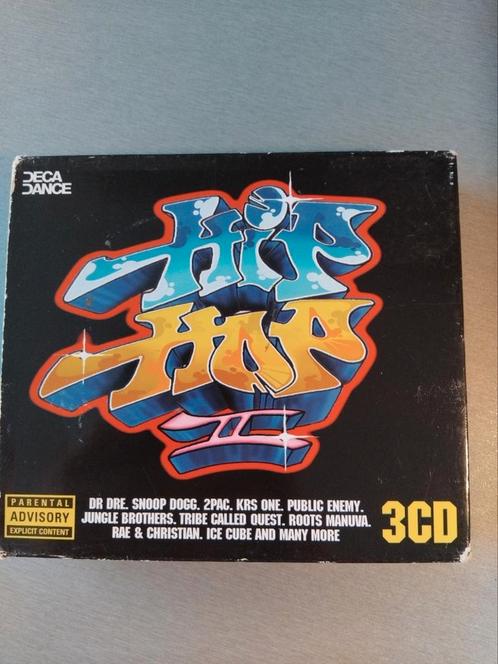 DECA
DANCE
HIP
HOP
II
PARENTAL
ADVISORY
EXPLICIT CONTENT
DR DRE. SNOOP DOGG. 2PAC. KRS ONE. PUBLIC ENEMY.
JUNGLE BROTHERS. TRIBE CALLED QUEST. ROOTS MANUVA.
RAE & CHRISTIAN. ICE CUBE AND MANY MORE
3CD